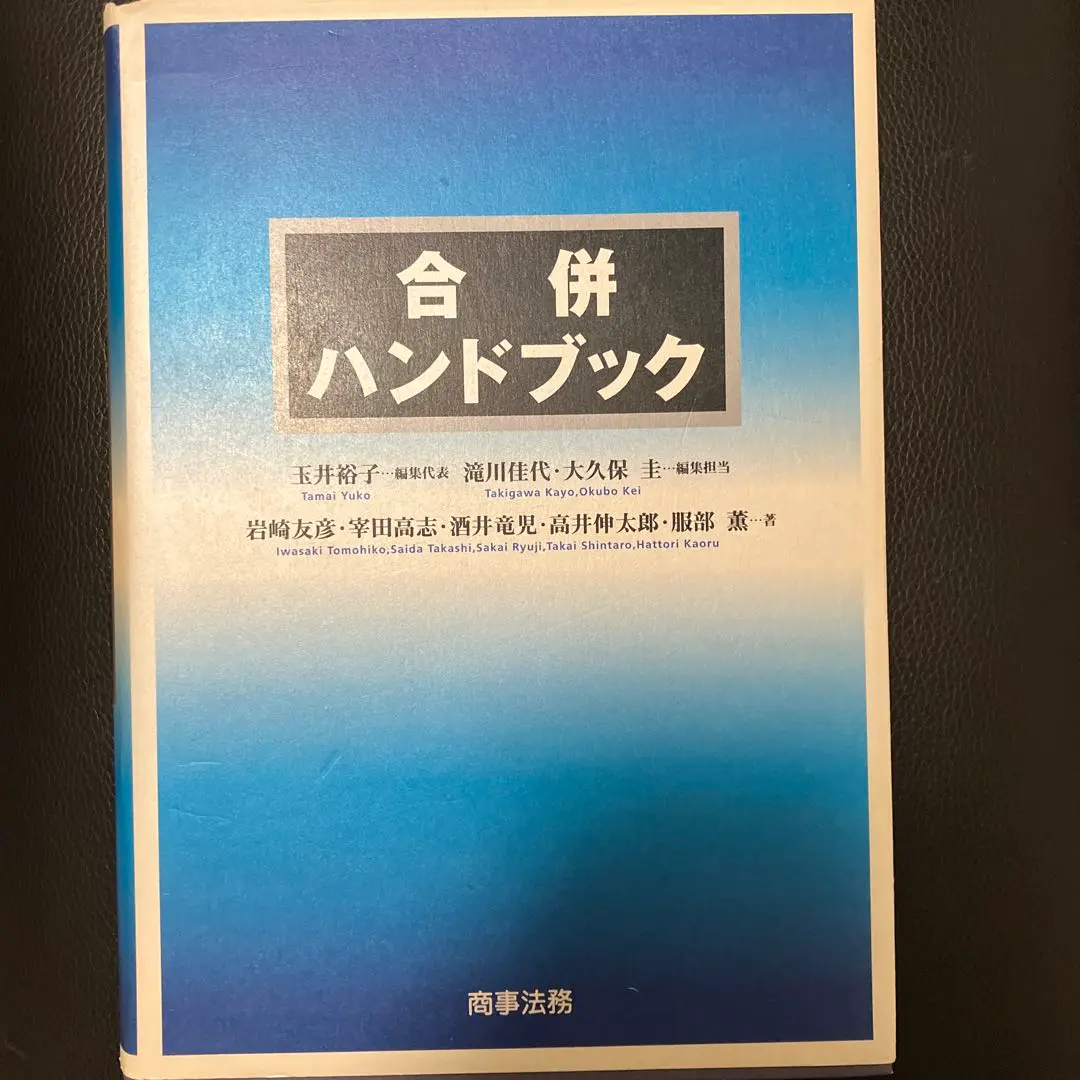 合併
ハンドブック
玉井裕子…編集代表 滝川佳代・大久保 圭…編集担当
Tamai Yuko Takigawa Kayo,Okubo Kei
岩崎友彦・宰田高志・酒井竜児・高井伸太郎・服部 薫…著
Iwasaki Tomohiko,Saida Takashi,Sakai Ryuji,Takai Shintaro,Hattori Kaoru
商事法務